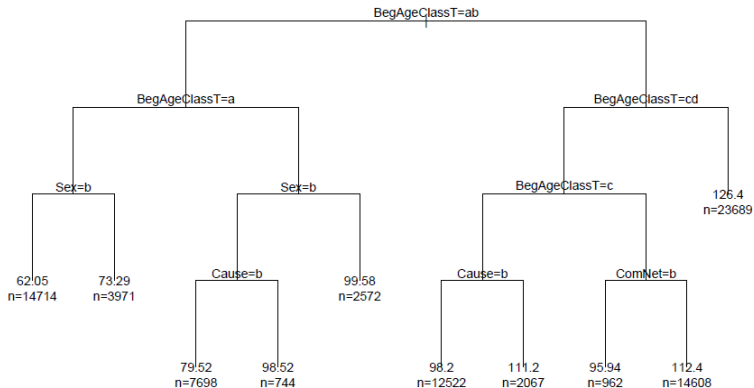 BegAgeClassT=ab
BegAgeClassT=a
BegAgeClassT=cd
Sex=b
Sex=b
BegAgeClassT=c
126.4
n=23689
62.05
n=14714
73.29
n=3971
Cause=b
99.58
n=2572
Cause=b
ComNet=b
79.52
n=7698
98.52
n=744
98.2
n=12522
111.2
n=2067
95.94
n=962
112.4
n=14608